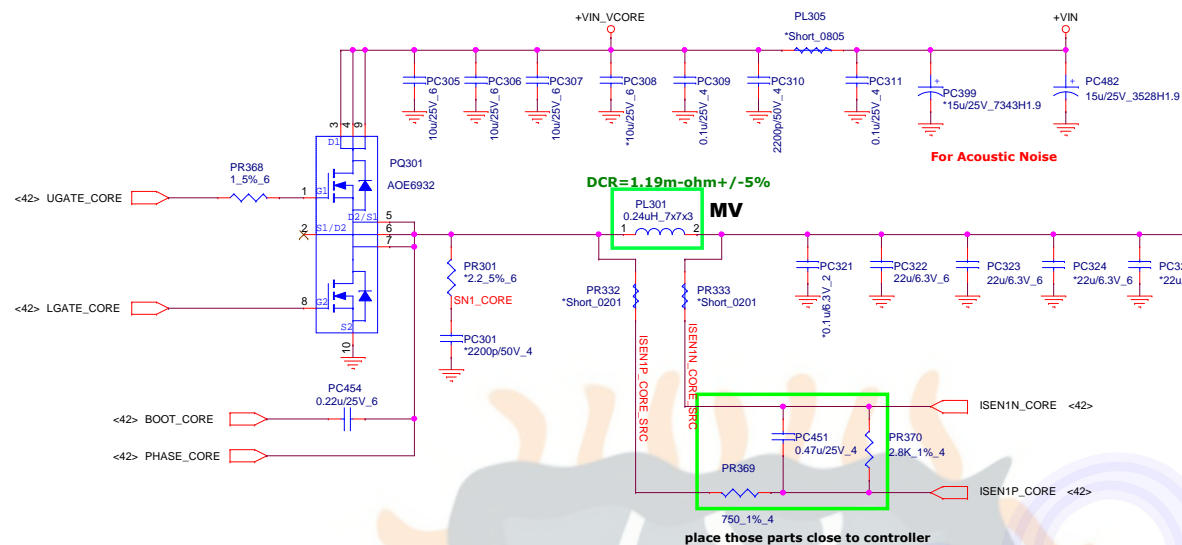 +VIN_VCORE
PL305
*Short_0805
+VIN
PC305
10u/25V_6
PC306
10u/25V_6
PC307
10u/25V_6
PC308
*10u/25V_6
PC309
0.1u/25V_4
PC310
2200p/50V_4
PC311
0.1u/25V_4
PC399
*15u/25V_7343H1.9
PC482
15u/25V_3528H1.9
For Acoustic Noise
3
4
9
D1
PQ301
AOE6932
PR368
1_5%_6
<42> UGATE_CORE
1
G1
D2/S1
5
2
S1/D2
6
7
<42> LGATE_CORE
8
G2
S2
10
DCR=1.19m-ohm+/-5%
PL301
0.24uH_7x7x3
MV
1
2
PR301
*2.2_5%_6
SN1_CORE
PC301
*2200p/50V_4
PR332
*Short_0201
PR333
*Short_0201
ISEN1P_CORE_SRC
ISEN1N_CORE_SRC
PC321
*0.1u/6.3V_2
PC322
22u/6.3V_6
PC323
22u/6.3V_6
PC324
*22u/6.3V_6
PC32
*22u
PC454
0.22u/25V_6
<42> BOOT_CORE
<42> PHASE_CORE
ISEN1N_CORE <42>
PC451
0.47u/25V_4
PR370
2.8K_1%_4
PR369
750_1%_4
ISEN1P_CORE <42>
place those parts close to controller